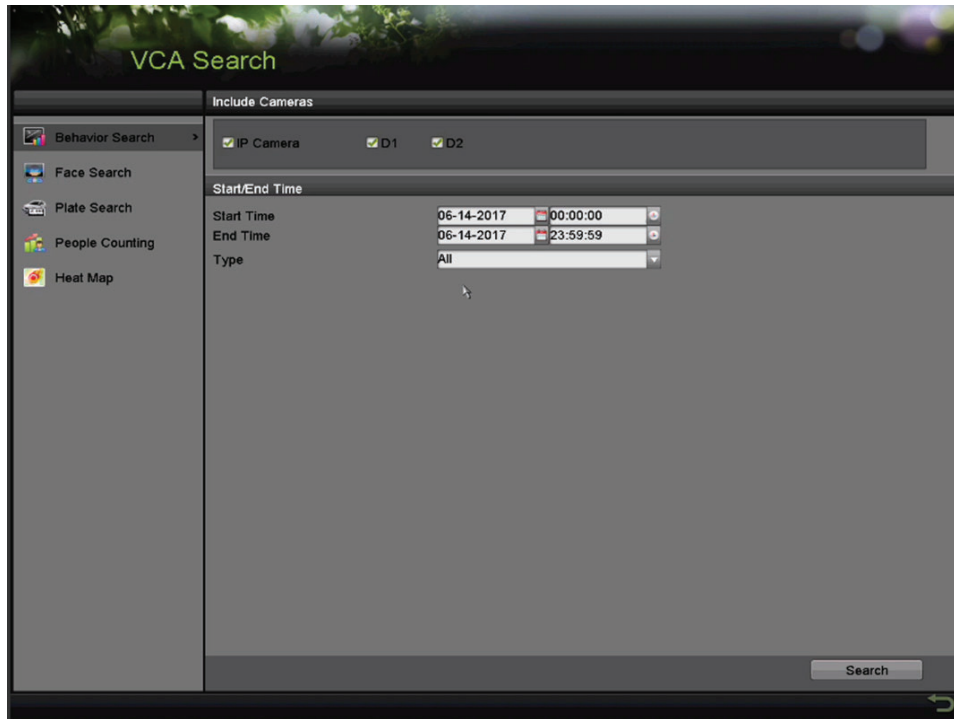 VCA Search
Include Cameras
Behavior Search >
IP Camera D1 D2
Face Search
Start/End Time
Plate Search
Start Time 06-14-2017 00:00:00
End Time 06-14-2017 23:59:59
People Counting
Type All
Heat Map
Search